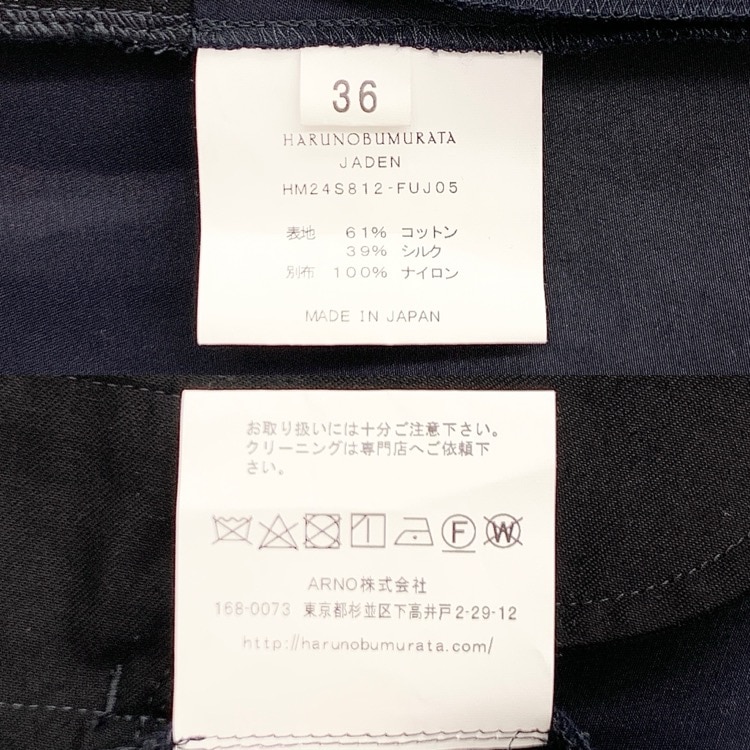 36
HARUNOBUMURATA
JADEN
HM24S812-FUJ05
表地 61% コットン
39% シルク
別布 100% ナイロン
MADE IN JAPAN
お取り扱いには十分ご注意下さい。
クリーニングは専門店へご依頼下
さい。
F W
ARNO株式会社
168-0073 東京都杉並区下高井戸2-29-12
http://harunobumurata.com/